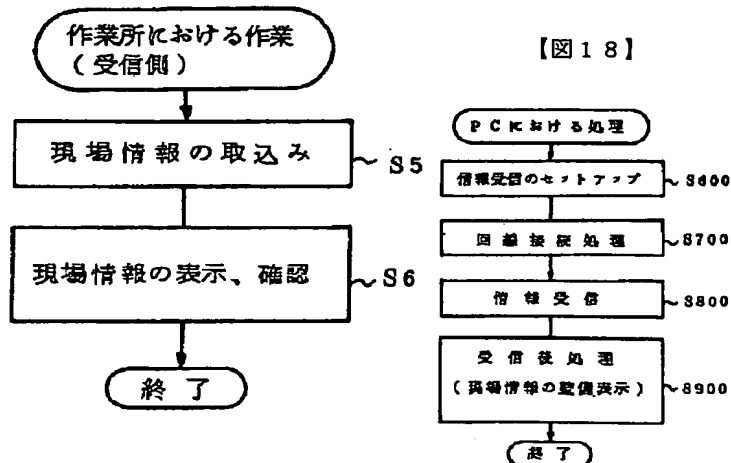 作業所における作業
(受信側)
現場情報の取込み
S5
現場情報の表示、確認
S6
終了
【図18】
PCにおける処理
情報受信のセットアップ
S600
回線接続処理
S700
情報受信
S800
受信後処理
(現場情報の整備表示)
S900
終了